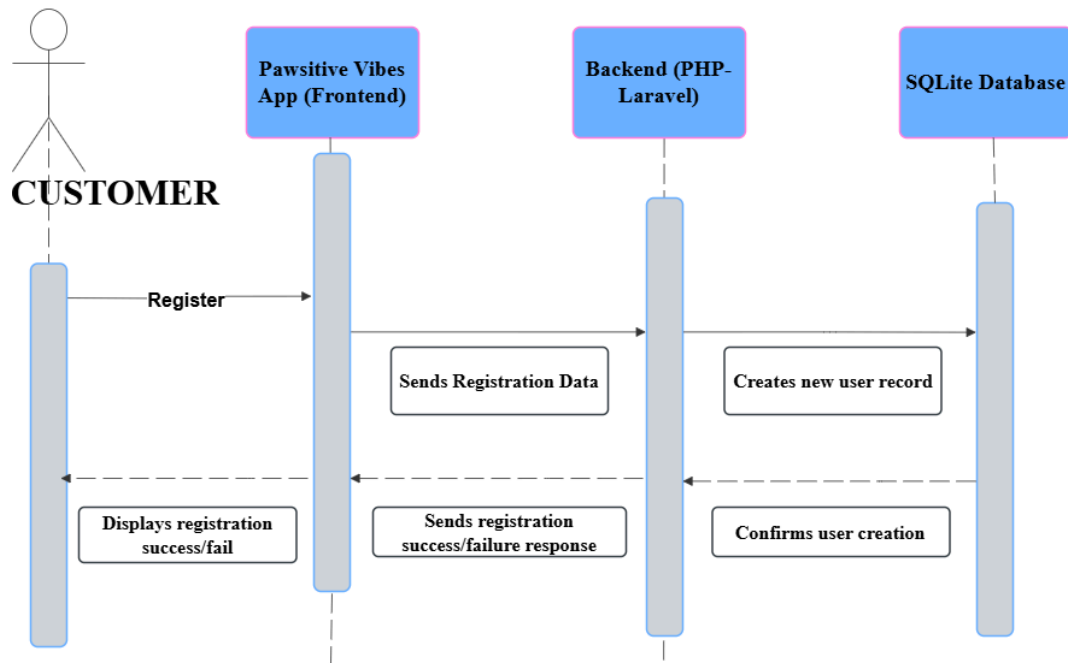 Pawsitive Vibes
App (Frontend)
Backend (PHP-
Laravel)
SQLite Database
CUSTOMER
Register
Sends Registration Data
Creates new user record
Displays registration
success/fail
Sends registration
success/failure response
Confirms user creation